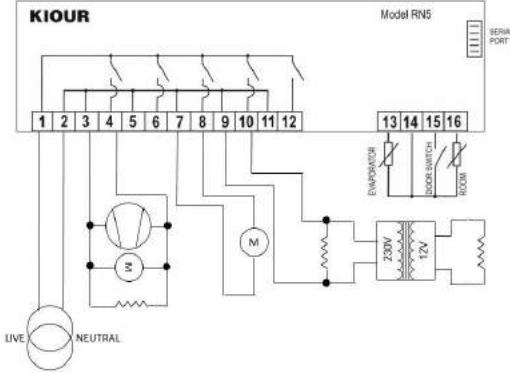 KIOUR
Model RN5
SERIA
PORT
1 2 3 4 5 6 7 8 9 10 11 12
13 14 15 16
EVAPORATOR
DOOR SWITCH
ROOM
M
M
230V
12V
LIVE
NEUTRAL